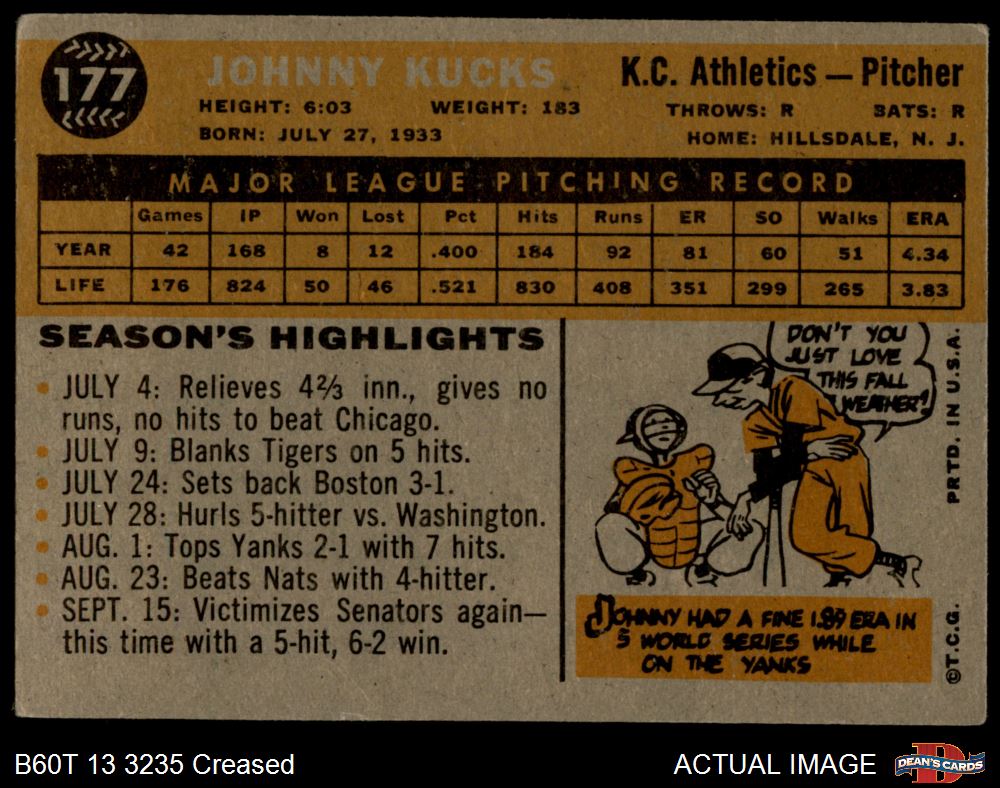 177
JOHNNY KUCKS
K.C. Athletics — Pitcher
HEIGHT: 6:03 WEIGHT: 183 THROWS: R BATS: R
BORN: JULY 27, 1933 HOME: HILLSDALE, N. J.
MAJOR LEAGUE PITCHING RECORD
Games IP Won Lost Pct Hits Runs ER SO Walks ERA
YEAR 42 168 8 12 .400 184 92 81 60 51 4.34
LIFE 176 824 50 46 .521 830 408 351 299 265 3.83
SEASON'S HIGHLIGHTS
• JULY 4: Relieves 4⅔ inn., gives no
runs, no hits to beat Chicago.
• JULY 9: Blanks Tigers on 5 hits.
• JULY 24: Sets back Boston 3-1.
• JULY 28: Hurls 5-hitter vs. Washington.
• AUG. 1: Tops Yanks 2-1 with 7 hits.
• AUG. 23: Beats Nats with 4-hitter.
• SEPT. 15: Victimizes Senators again—
this time with a 5-hit, 6-2 win.
DON'T YOU
JUST LOVE
THIS FALL
WEATHER?
JOHNNY HAD A FINE 1.89 ERA IN
5 WORLD SERIES WHILE
ON THE YANKS
PRTD. IN U.S.A.
©T.C.G.
B60T 13 3235 Creased
ACTUAL IMAGE
DEAN'S CARDS